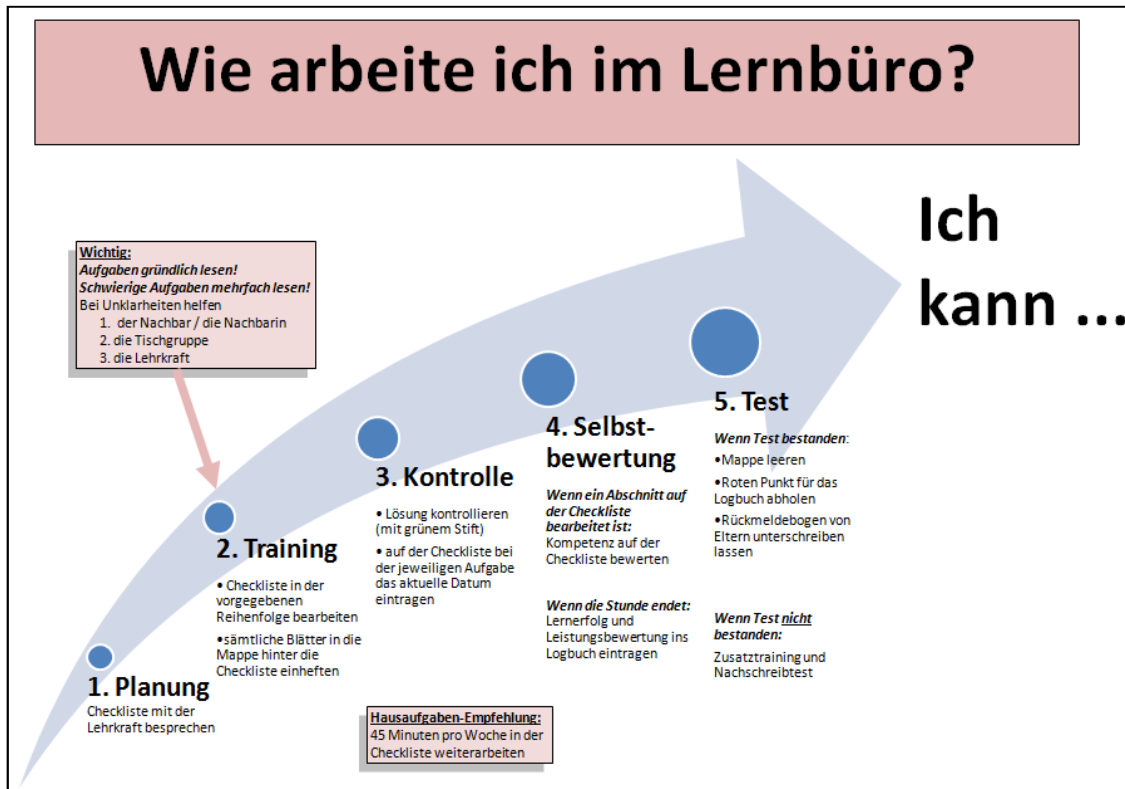 Wie arbeite ich im Lernbüro?
Ich
kann ...
Wichtig:
Aufgaben gründlich lesen!
Schwierige Aufgaben mehrfach lesen!
Bei Unklarheiten helfen
1. der Nachbar / die Nachbarin
2. die Tischgruppe
3. die Lehrkraft
1. Planung
Checkliste mit der
Lehrkraft besprechen
2. Training
• Checkliste in der
vorgegebenen
Reihenfolge bearbeiten
•sämtliche Blätter in die
Mappe hinter die
Checkliste einheften
3. Kontrolle
• Lösung kontrollieren
(mit grünem Stift)
• auf der Checkliste bei
der jeweiligen Aufgabe
das aktuelle Datum
eintragen
4. Selbst-
bewertung
Wenn ein Abschnitt auf
der Checkliste
bearbeitet ist:
Kompetenz auf der
Checkliste bewerten
Wenn die Stunde endet:
Lernerfolg und
Leistungsbewertung ins
Logbuch eintragen
5. Test
Wenn Test bestanden:
•Mappe leeren
•Roten Punkt für das
Logbuch abholen
•Rückmeldebogen von
Eltern unterschreiben
lassen
Wenn Test nicht
bestanden:
Zusatztraining und
Nachschreibtest
Hausaufgaben-Empfehlung:
45 Minuten pro Woche in der
Checkliste weiterarbeiten